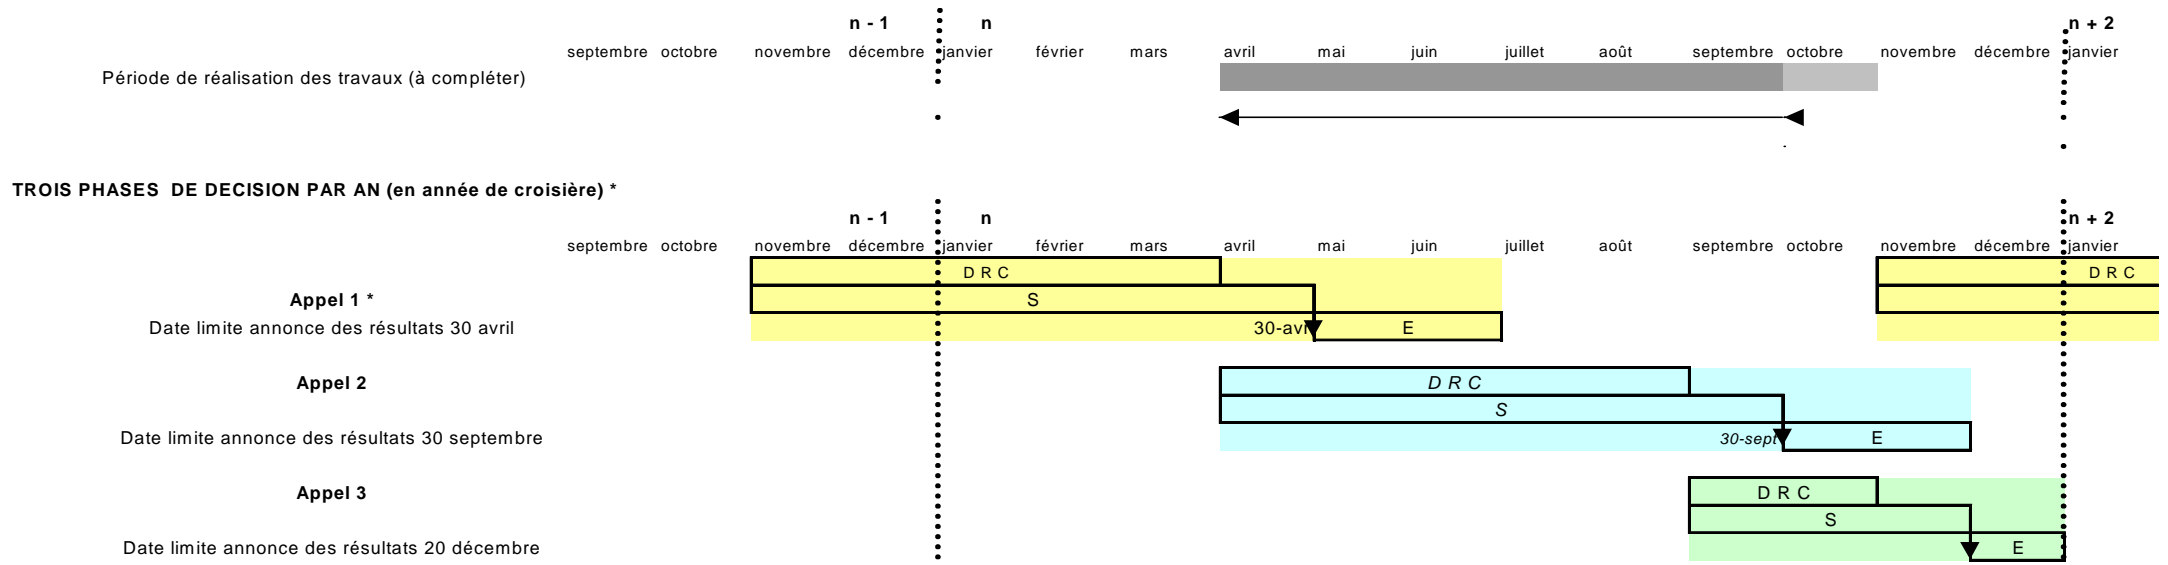 n - 1 n n + 2
septembre octobre novembre décembre janvier février mars avril mai juin juillet août septembre octobre novembre décembre janvier
Période de réalisation des travaux (à compléter)
TROIS PHASES DE DECISION PAR AN (en année de croisière) *
n - 1 n n + 2
septembre octobre novembre décembre janvier février mars avril mai juin juillet août septembre octobre novembre décembre janvier
D R C D R C
Appel 1 * S
Date limite annonce des résultats 30 avril 30-avr E
Appel 2 D R C
S
Date limite annonce des résultats 30 septembre 30-sept E
Appel 3 D R C
S
Date limite annonce des résultats 20 décembre E